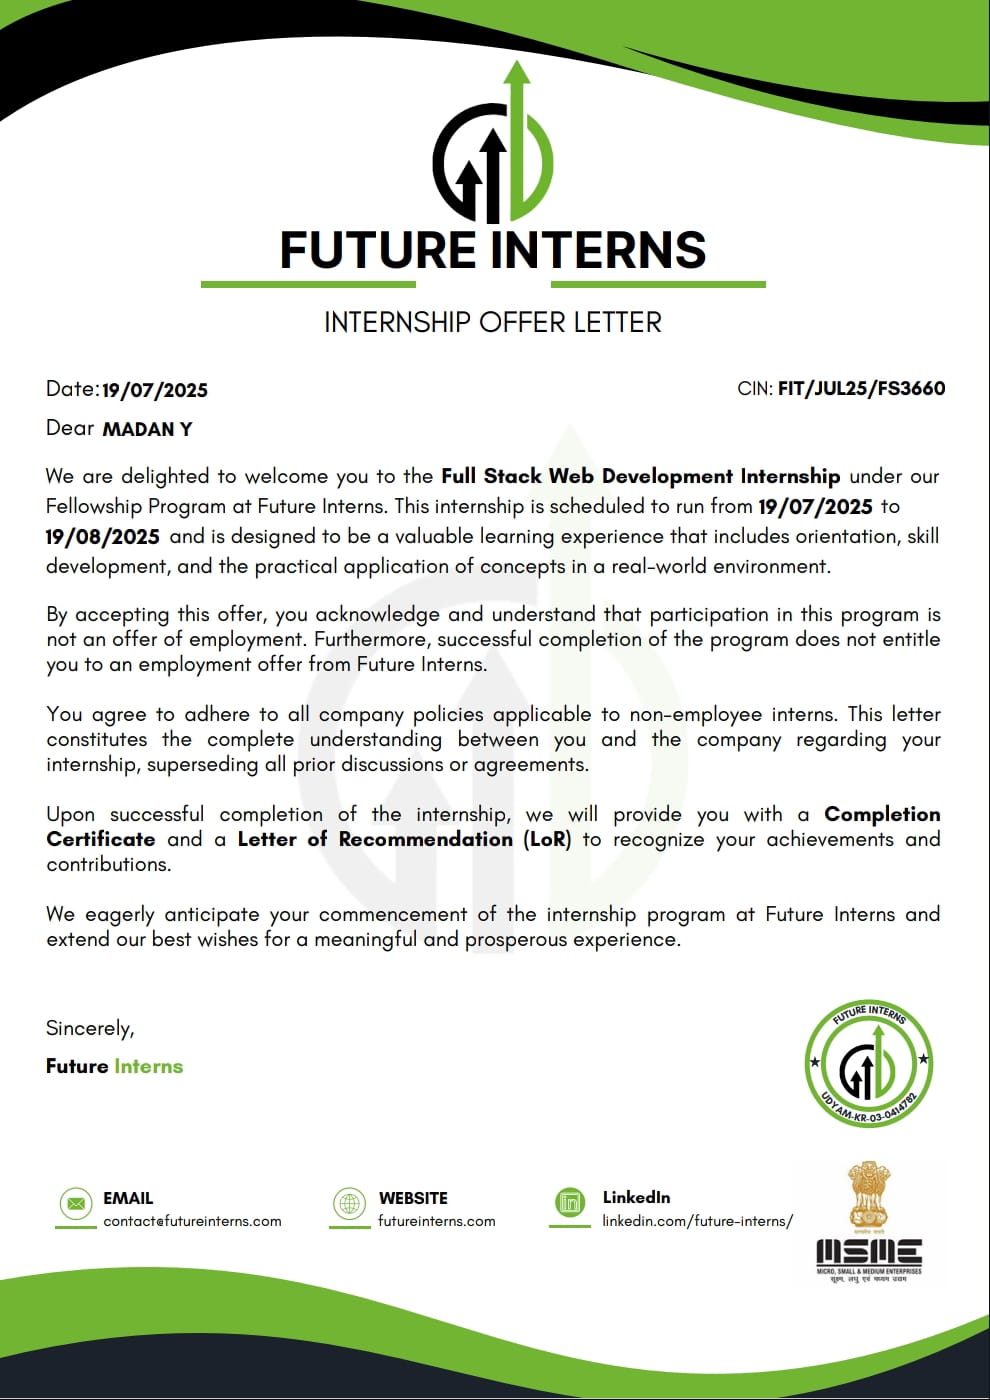 FUTURE INTERNS
INTERNSHIP OFFER LETTER
Date: 19/07/2025
CIN: FIT/JUL25/FS3660
Dear MADAN Y
We are delighted to welcome you to the Full Stack Web Development Internship under our
Fellowship Program at Future Interns. This internship is scheduled to run from 19/07/2025 to
19/08/2025 and is designed to be a valuable learning experience that includes orientation, skill
development, and the practical application of concepts in a real-world environment.
By accepting this offer, you acknowledge and understand that participation in this program is
not an offer of employment. Furthermore, successful completion of the program does not entitle
you to an employment offer from Future Interns.
You agree to adhere to all company policies applicable to non-employee interns. This letter
constitutes the complete understanding between you and the company regarding your
internship, superseding all prior discussions or agreements.
Upon successful completion of the internship, we will provide you with a Completion
Certificate and a Letter of Recommendation (LoR) to recognize your achievements and
contributions.
We eagerly anticipate your commencement of the internship program at Future Interns and
extend our best wishes for a meaningful and prosperous experience.
Sincerely,
Future Interns
FUTURE INTERNS
UDYAM-KR-03-0414782
EMAIL
contact@futureinterns.com
WEBSITE
futureinterns.com
LinkedIn
linkedin.com/future-interns/
सत्यमेव जयते
MSME
MICRO, SMALL & MEDIUM ENTERPRISES
सूक्ष्म, लघु एवं मध्यम उद्यम